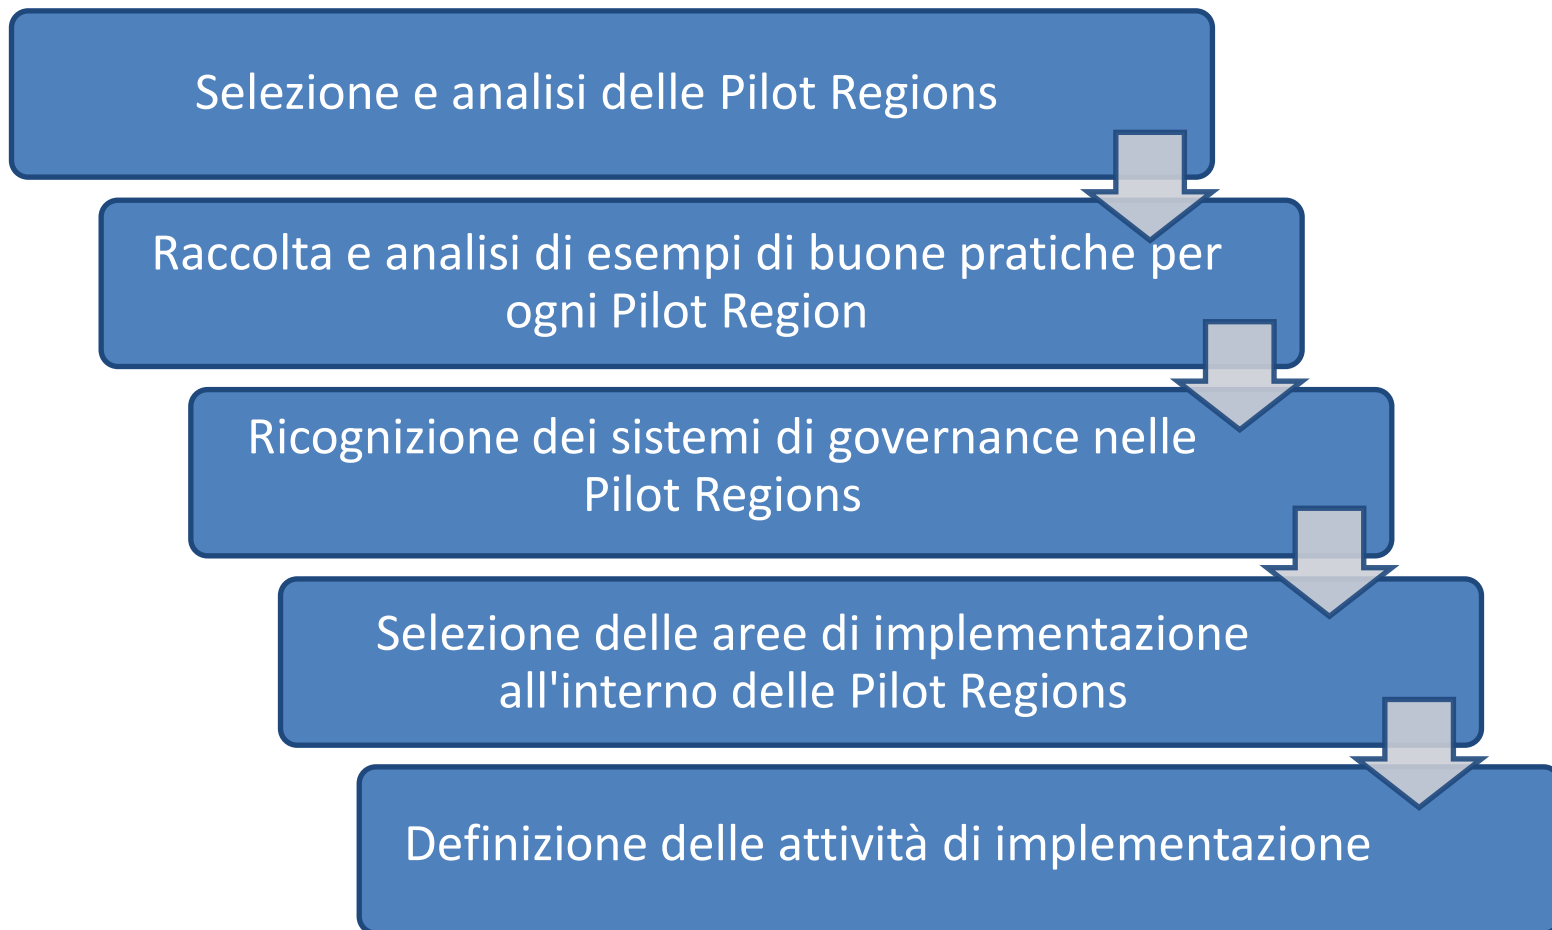 Selezione e analisi delle Pilot Regions
Raccolta e analisi di esempi di buone pratiche per
ogni Pilot Region
Ricognizione dei sistemi di governance nelle
Pilot Regions
Selezione delle aree di implementazione
all'interno delle Pilot Regions
Definizione delle attività di implementazione